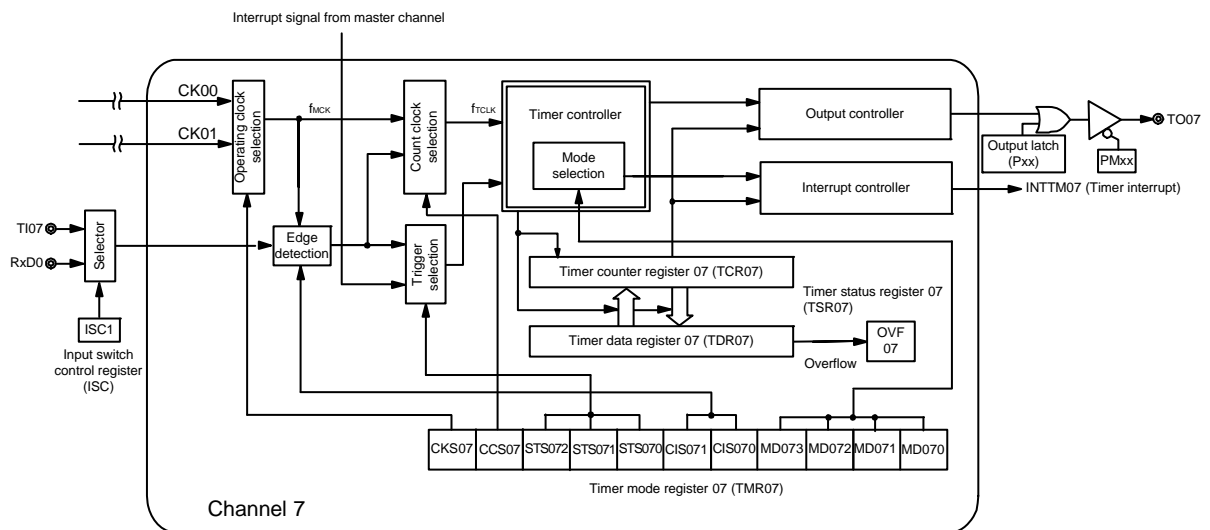 Interrupt signal from master channel
CK00
CK01
Operating clock
selection
fMCK
Count clock
selection
fTCLK
Timer controller
Mode
selection
Output controller
Interrupt controller
Output latch
(Pxx)
PMxx
TO07
INTTM07 (Timer interrupt)
TI07
RxD0
Selector
ISC1
Input switch
control register
(ISC)
Edge
detection
Trigger
selection
Timer counter register 07 (TCR07)
Timer status register 07
(TSR07)
Timer data register 07 (TDR07)
Overflow
OVF
07
CKS07 CCS07 STS072 STS071 STS070 CIS071 CIS070 MD073 MD072 MD071 MD070
Timer mode register 07 (TMR07)
Channel 7